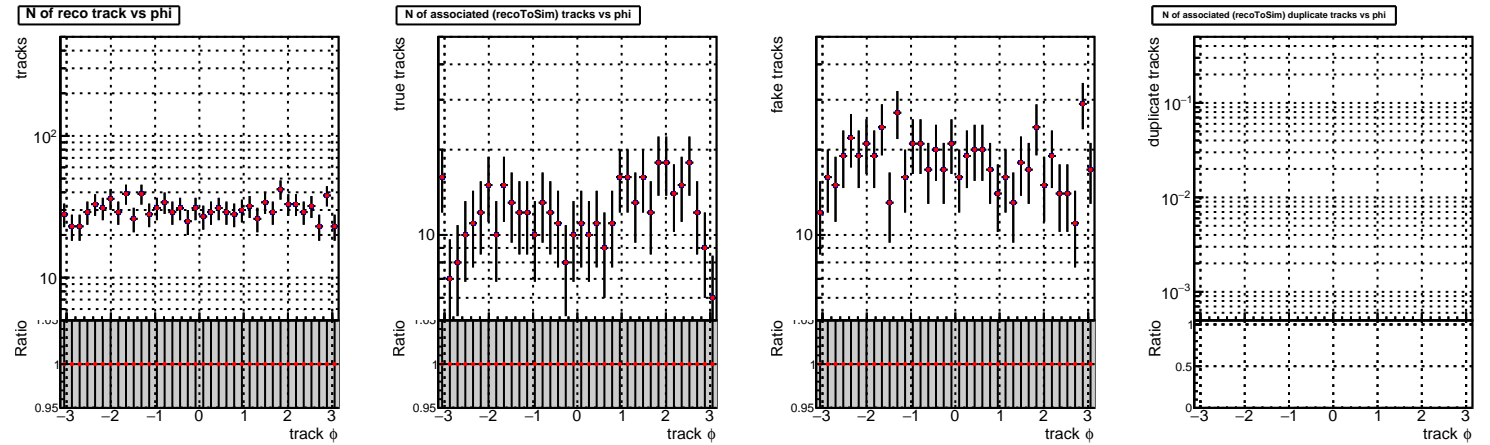 N of reco track vs phi
tracks
10²
10
Ratio
1.05
1
0.95
−3 −2 −1 0 1 2 3
track ϕ
N of associated (recoToSim) tracks vs phi
true tracks
10
Ratio
1.05
1
0.95
−3 −2 −1 0 1 2 3
track ϕ
fake tracks
10
Ratio
1.05
1
0.95
−3 −2 −1 0 1 2 3
track ϕ
N of associated (recoToSim) duplicate tracks vs phi
duplicate tracks
10⁻¹
10⁻²
10⁻³
Ratio
1
0.5
0
−3 −2 −1 0 1 2 3
track ϕ